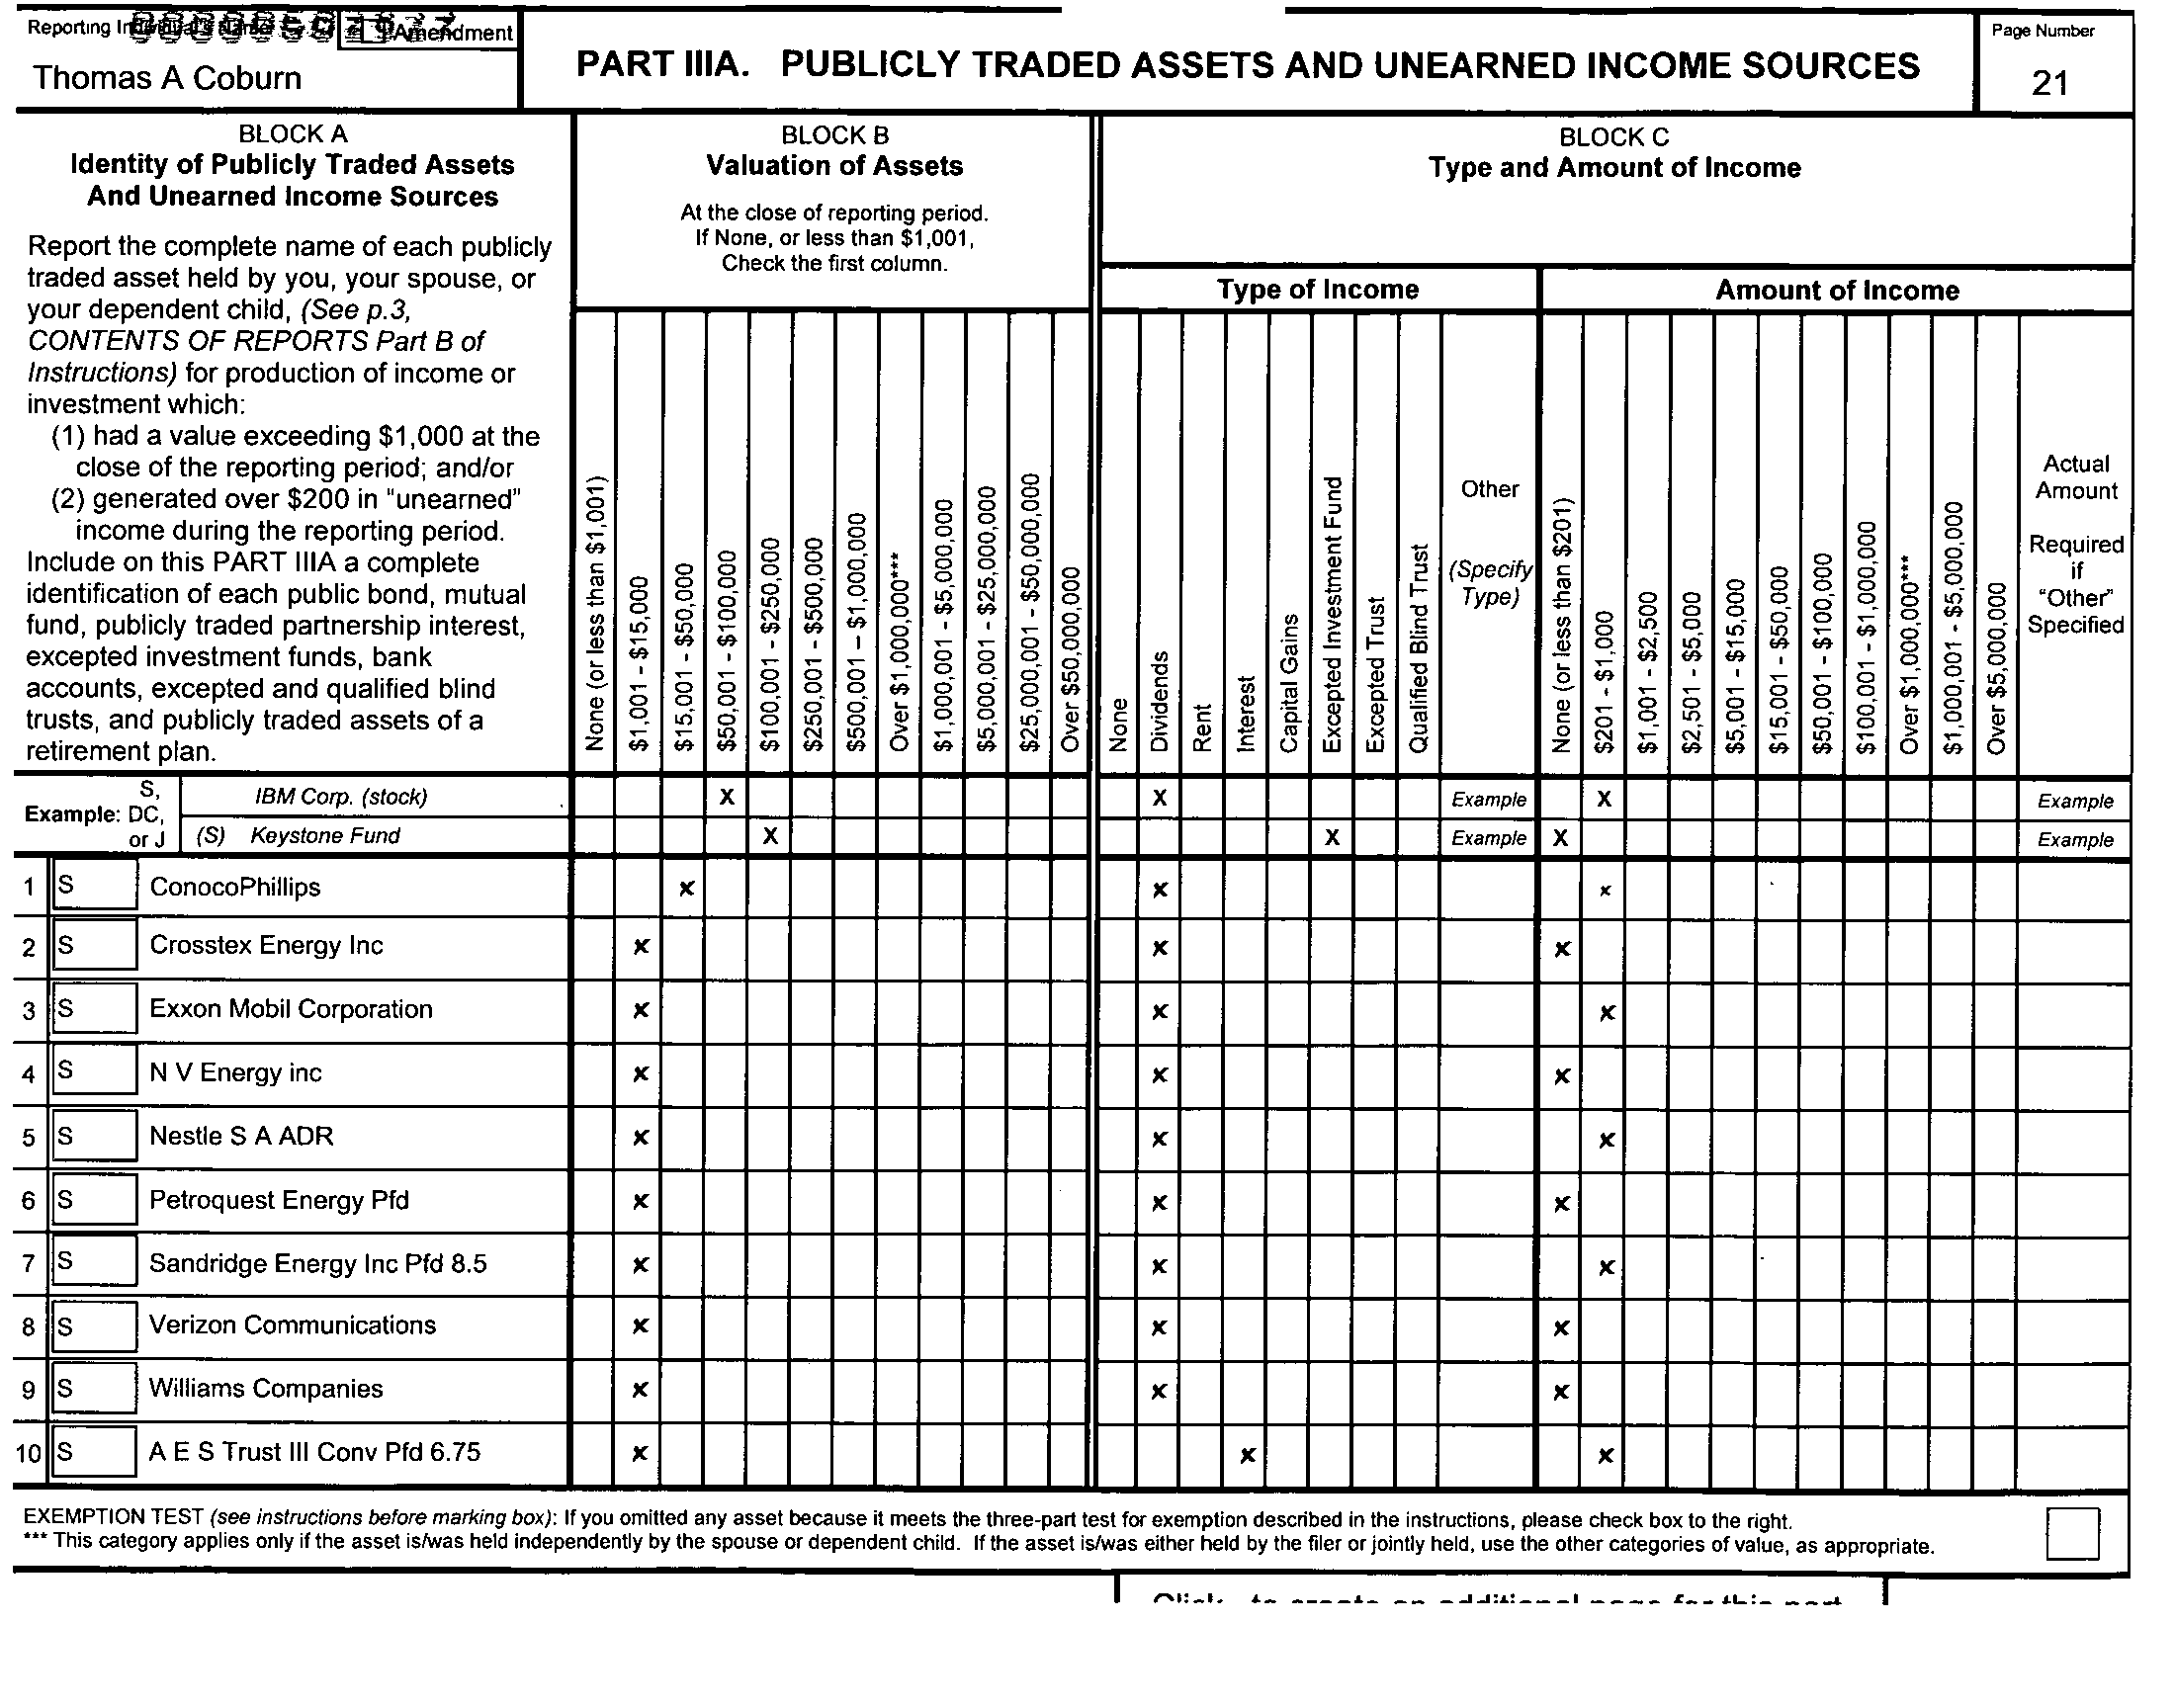 Reporting Individual's Name
Amendment
Thomas A Coburn
PART IIIA. PUBLICLY TRADED ASSETS AND UNEARNED INCOME SOURCES
Page Number
21
BLOCK A
Identity of Publicly Traded Assets
And Unearned Income Sources
Report the complete name of each publicly
traded asset held by you, your spouse, or
your dependent child, (See p.3,
CONTENTS OF REPORTS Part B of
Instructions) for production of income or
investment which:
(1) had a value exceeding $1,000 at the
close of the reporting period; and/or
(2) generated over $200 in "unearned"
income during the reporting period.
Include on this PART IIIA a complete
identification of each public bond, mutual
fund, publicly traded partnership interest,
excepted investment funds, bank
accounts, excepted and qualified blind
trusts, and publicly traded assets of a
retirement plan.
BLOCK B
Valuation of Assets
At the close of reporting period.
If None, or less than $1,001,
Check the first column.
BLOCK C
Type and Amount of Income
Type of Income
Amount of Income
None (or less than $1,001)
$1,001 - $15,000
$15,001 - $50,000
$50,001 - $100,000
$100,001 - $250,000
$250,001 - $500,000
$500,001 - $1,000,000
Over $1,000,000***
$1,000,001 - $5,000,000
$5,000,001 - $25,000,000
$25,000,001 - $50,000,000
Over $50,000,000
None
Dividends
Rent
Interest
Capital Gains
Excepted Investment Fund
Excepted Trust
Qualified Blind Trust
Other
(Specify
Type)
None (or less than $201)
$201 - $1,000
$1,001 - $2,500
$2,501 - $5,000
$5,001 - $15,000
$15,001 - $50,000
$50,001 - $100,000
$100,001 - $1,000,000
Over $1,000,000***
$1,000,001 - $5,000,000
Over $5,000,000
Actual
Amount
Required
if
"Other"
Specified
Example: S, DC, or J
IBM Corp. (stock) X X Example X Example
(S) Keystone Fund X X Example X Example
1 S ConocoPhillips x x x
2 S Crosstex Energy Inc x x x
3 S Exxon Mobil Corporation x x x
4 S N V Energy inc x x x
5 S Nestle S A ADR x x x
6 S Petroquest Energy Pfd x x x
7 S Sandridge Energy Inc Pfd 8.5 x x x
8 S Verizon Communications x x x
9 S Williams Companies x x x
10 S A E S Trust III Conv Pfd 6.75 x x x
EXEMPTION TEST (see instructions before marking box): If you omitted any asset because it meets the three-part test for exemption described in the instructions, please check box to the right.
*** This category applies only if the asset is/was held independently by the spouse or dependent child. If the asset is/was either held by the filer or jointly held, use the other categories of value, as appropriate.